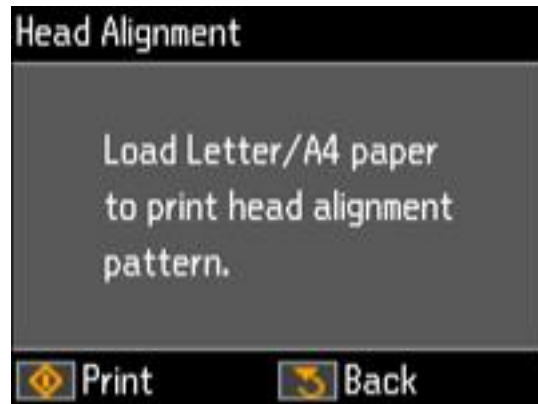 Head Alignment
Load Letter/A4 paper
to print head alignment
pattern.
Print Back